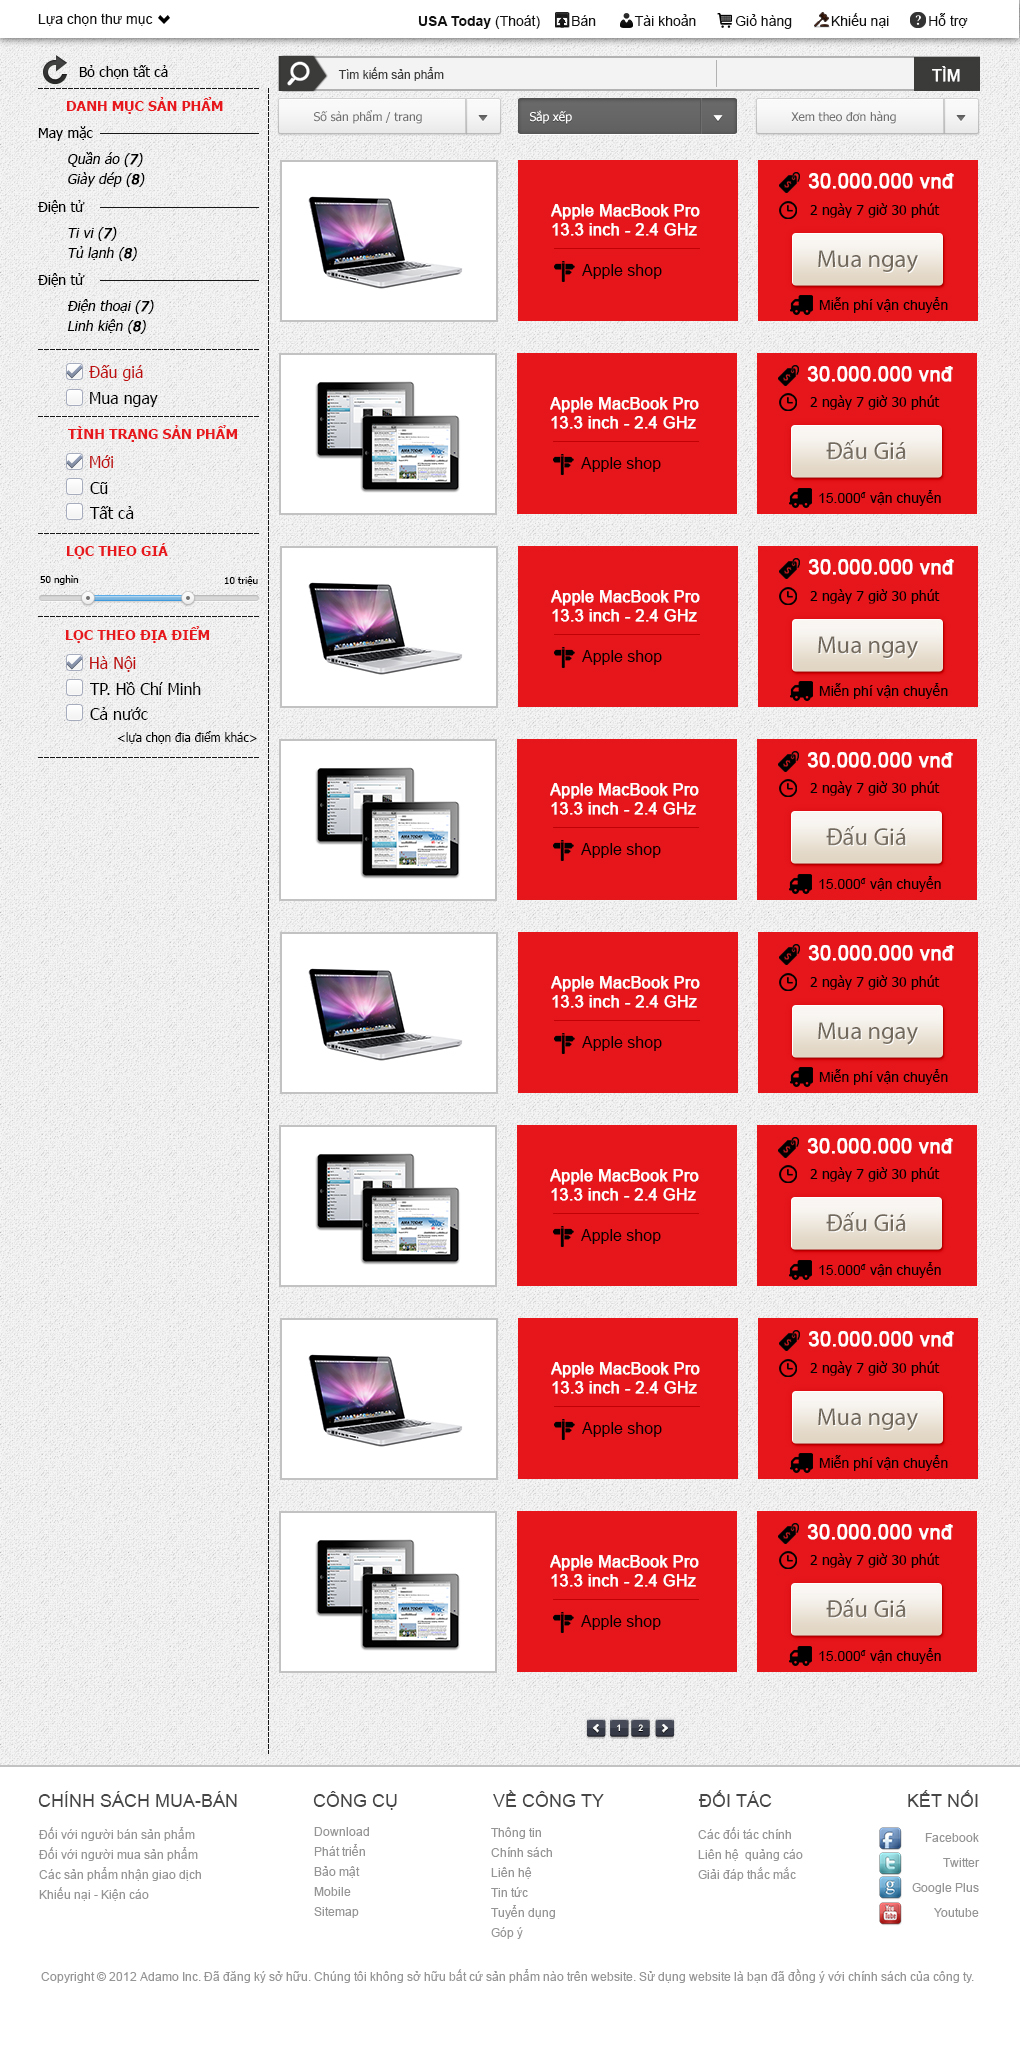 Lựa chọn thư mục
USA Today (Thoát)
Bán
Tài khoản
Giỏ hàng
Khiếu nại
Hỗ trợ
Bỏ chọn tất cả
DANH MỤC SẢN PHẨM
May mặc
Quần áo (7)
Giày dép (8)
Điện tử
Ti vi (7)
Tủ lạnh (8)
Điện tử
Điện thoại (7)
Linh kiện (8)
Đấu giá
Mua ngay
TÌNH TRẠNG SẢN PHẨM
Mới
Cũ
Tất cả
LỌC THEO GIÁ
50 nghìn
10 triệu
LỌC THEO ĐỊA ĐIỂM
Hà Nội
TP. Hồ Chí Minh
Cả nước
<lựa chọn đia điểm khác>
Tìm kiếm sản phẩm
TÌM
Số sản phẩm / trang
Sắp xếp
Xem theo đơn hàng
Apple MacBook Pro
13.3 inch - 2.4 GHz
Apple shop
30.000.000 vnđ
2 ngày 7 giờ 30 phút
Mua ngay
Miễn phí vận chuyển
Apple MacBook Pro
13.3 inch - 2.4 GHz
Apple shop
30.000.000 vnđ
2 ngày 7 giờ 30 phút
Đấu Giá
15.000đ vận chuyển
Apple MacBook Pro
13.3 inch - 2.4 GHz
Apple shop
30.000.000 vnđ
2 ngày 7 giờ 30 phút
Mua ngay
Miễn phí vận chuyển
Apple MacBook Pro
13.3 inch - 2.4 GHz
Apple shop
30.000.000 vnđ
2 ngày 7 giờ 30 phút
Đấu Giá
15.000đ vận chuyển
Apple MacBook Pro
13.3 inch - 2.4 GHz
Apple shop
30.000.000 vnđ
2 ngày 7 giờ 30 phút
Mua ngay
Miễn phí vận chuyển
Apple MacBook Pro
13.3 inch - 2.4 GHz
Apple shop
30.000.000 vnđ
2 ngày 7 giờ 30 phút
Đấu Giá
15.000đ vận chuyển
Apple MacBook Pro
13.3 inch - 2.4 GHz
Apple shop
30.000.000 vnđ
2 ngày 7 giờ 30 phút
Mua ngay
Miễn phí vận chuyển
Apple MacBook Pro
13.3 inch - 2.4 GHz
Apple shop
30.000.000 vnđ
2 ngày 7 giờ 30 phút
Đấu Giá
15.000đ vận chuyển
1 2
CHÍNH SÁCH MUA-BÁN
Đối với người bán sản phẩm
Đối với người mua sản phẩm
Các sản phẩm nhận giao dịch
Khiếu nại - Kiện cáo
CÔNG CỤ
Download
Phát triển
Bảo mật
Mobile
Sitemap
VỀ CÔNG TY
Thông tin
Chính sách
Liên hệ
Tin tức
Tuyển dụng
Góp ý
ĐỐI TÁC
Các đối tác chính
Liên hệ quảng cáo
Giải đáp thắc mắc
KẾT NỐI
Facebook
Twitter
Google Plus
Youtube
Copyright © 2012 Adamo Inc. Đã đăng ký sở hữu. Chúng tôi không sở hữu bất cứ sản phẩm nào trên website. Sử dụng website là bạn đã đồng ý với chính sách của công ty.